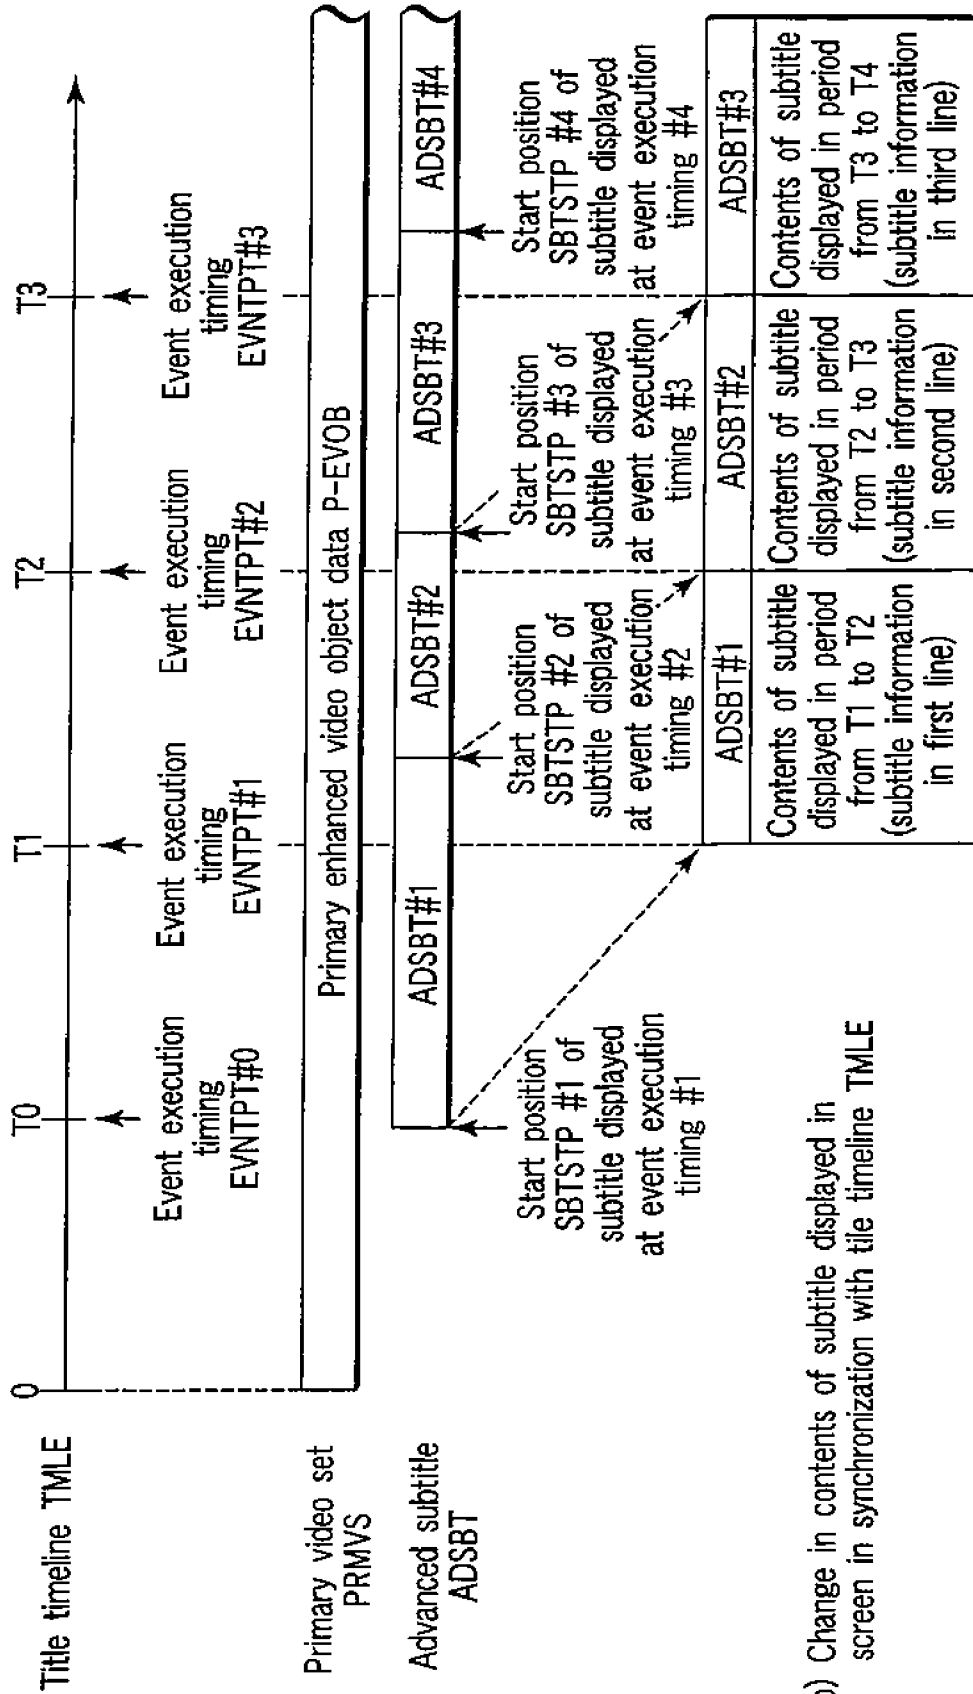 Title timeline TMLE
0
T0
T1
T2
T3
Event execution
timing
EVNTPT#0
Event execution
timing
EVNTPT#1
Event execution
timing
EVNTPT#2
Event execution
timing
EVNTPT#3
Primary video set
PRMVS
Primary enhanced video object data P-EVOB
Advanced subtitle
ADSBT
ADSBT#1
ADSBT#2
ADSBT#3
ADSBT#4
Start position
SBTSTP #1 of
subtitle displayed
at event execution
timing #1
Start position
SBTSTP #2 of
subtitle displayed
at event execution
timing #2
Start position
SBTSTP #3 of
subtitle displayed
at event execution
timing #3
Start position
SBTSTP #4 of
subtitle displayed
at event execution
timing #4
ADSBT#1
ADSBT#2
ADSBT#3
Contents of subtitle
displayed in period
from T1 to T2
(subtitle information
in first line)
Contents of subtitle
displayed in period
from T2 to T3
(subtitle information
in second line)
Contents of subtitle
displayed in period
from T3 to T4
(subtitle information
in third line)
Change in contents of subtitle displayed in
screen in synchronization with tile timeline TMLE